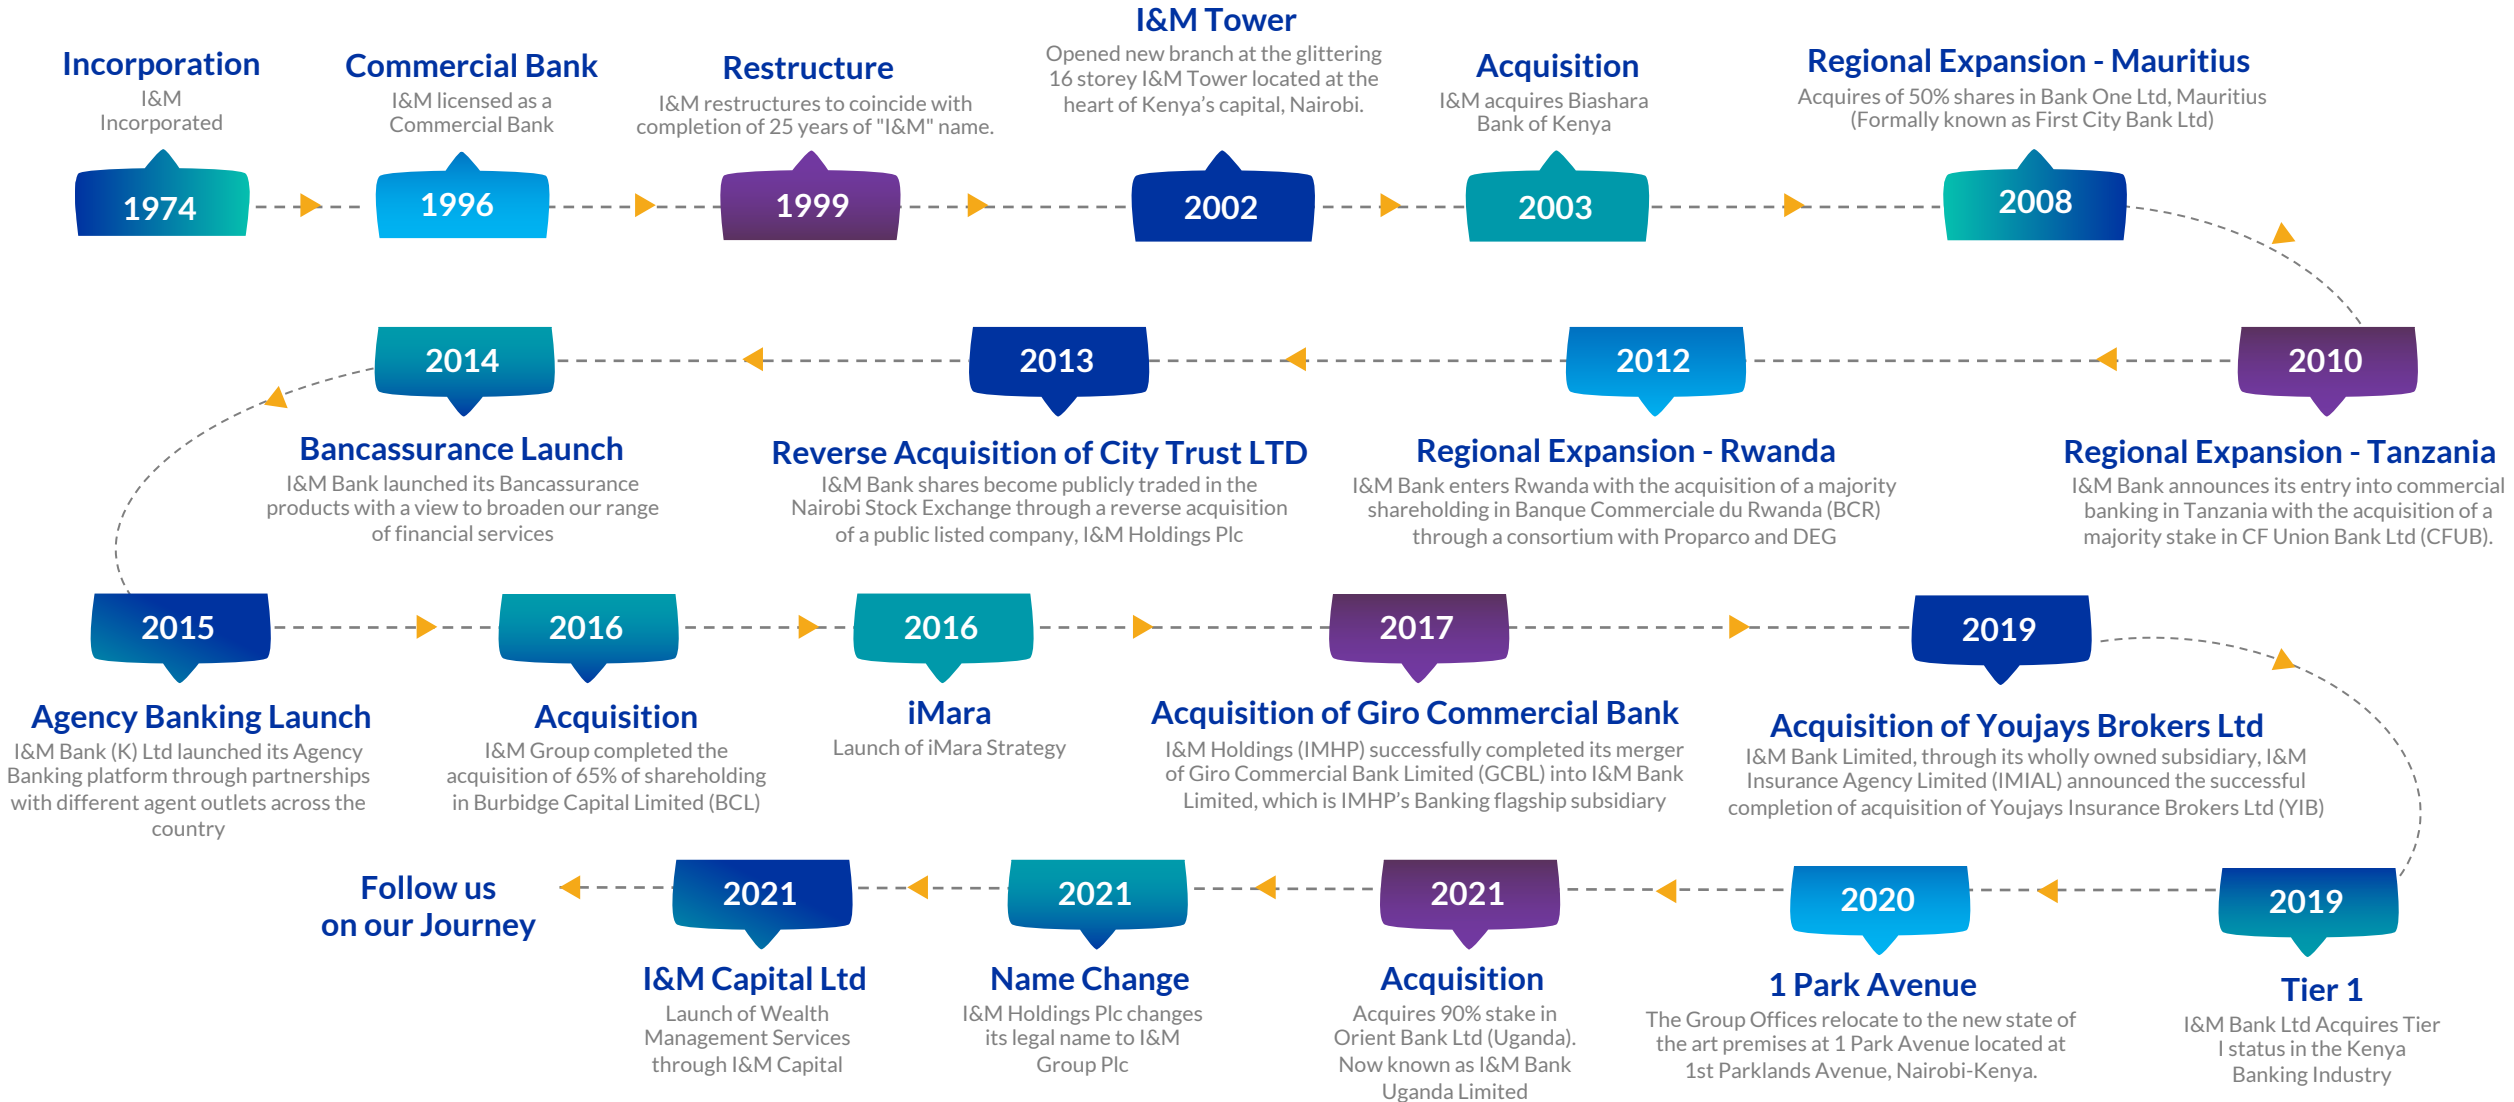 Incorporation
I&M
Incorporated
1974
Commercial Bank
I&M licensed as a
Commercial Bank
1996
Restructure
I&M restructures to coincide with
completion of 25 years of "I&M" name.
1999
I&M Tower
Opened new branch at the glittering
16 storey I&M Tower located at the
heart of Kenya’s capital, Nairobi.
2002
Acquisition
I&M acquires Biashara
Bank of Kenya
2003
Regional Expansion - Mauritius
Acquires of 50% shares in Bank One Ltd, Mauritius
(Formally known as First City Bank Ltd)
2008
2010
Regional Expansion - Tanzania
I&M Bank announces its entry into commercial
banking in Tanzania with the acquisition of a
majority stake in CF Union Bank Ltd (CFUB).
2012
Regional Expansion - Rwanda
I&M Bank enters Rwanda with the acquisition of a majority
shareholding in Banque Commerciale du Rwanda (BCR)
through a consortium with Proparco and DEG
2013
Reverse Acquisition of City Trust LTD
I&M Bank shares become publicly traded in the
Nairobi Stock Exchange through a reverse acquisition
of a public listed company, I&M Holdings Plc
2014
Bancassurance Launch
I&M Bank launched its Bancassurance
products with a view to broaden our range
of financial services
2015
Agency Banking Launch
I&M Bank (K) Ltd launched its Agency
Banking platform through partnerships
with different agent outlets across the
country
2016
Acquisition
I&M Group completed the
acquisition of 65% of shareholding
in Burbidge Capital Limited (BCL)
2016
iMara
Launch of iMara Strategy
2017
Acquisition of Giro Commercial Bank
I&M Holdings (IMHP) successfully completed its merger
of Giro Commercial Bank Limited (GCBL) into I&M Bank
Limited, which is IMHP’s Banking flagship subsidiary
2019
Acquisition of Youjays Brokers Ltd
I&M Bank Limited, through its wholly owned subsidiary, I&M
Insurance Agency Limited (IMIAL) announced the successful
completion of acquisition of Youjays Insurance Brokers Ltd (YIB)
2019
Tier 1
I&M Bank Ltd Acquires Tier
I status in the Kenya
Banking Industry
2020
1 Park Avenue
The Group Offices relocate to the new state of
the art premises at 1 Park Avenue located at
1st Parklands Avenue, Nairobi-Kenya.
2021
Acquisition
Acquires 90% stake in
Orient Bank Ltd (Uganda).
Now known as I&M Bank
Uganda Limited
2021
Name Change
I&M Holdings Plc changes
its legal name to I&M
Group Plc
2021
I&M Capital Ltd
Launch of Wealth
Management Services
through I&M Capital
Follow us
on our Journey